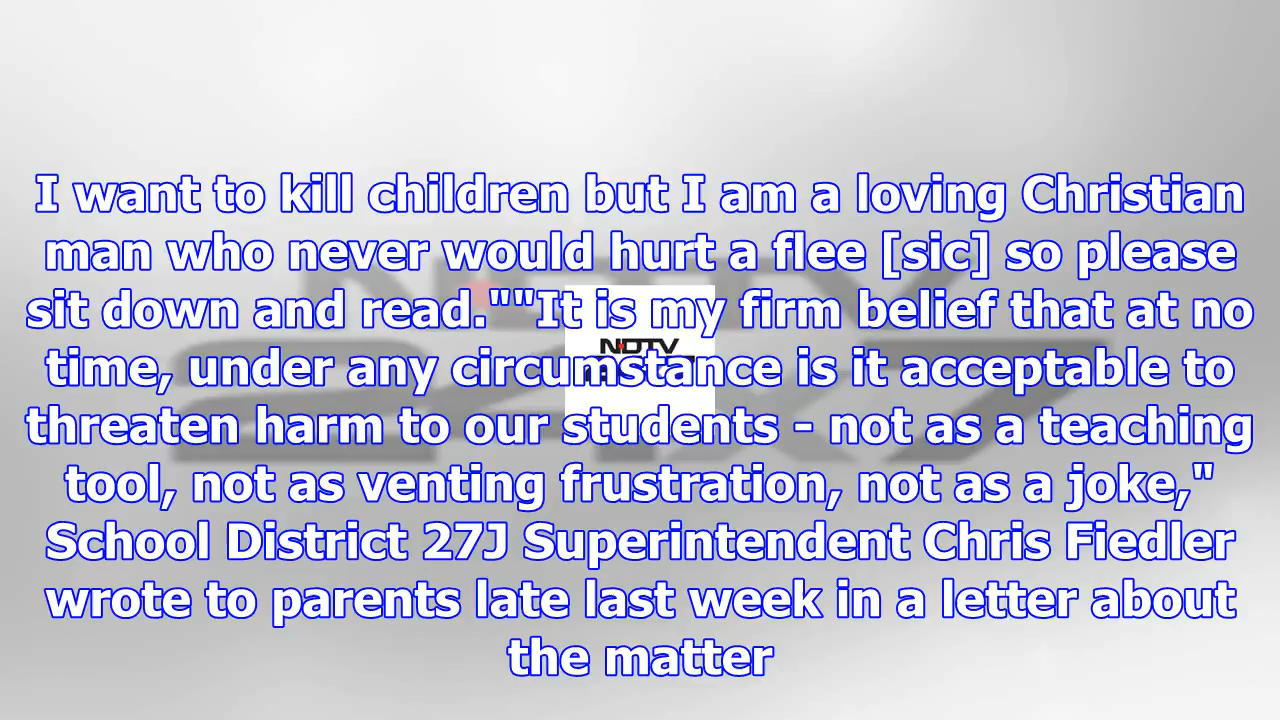 I want to kill children but I am a loving Christian
man who never would hurt a flee [sic] so please
sit down and read.""It is my firm belief that at no
time, under any circumstance is it acceptable to
threaten harm to our students - not as a teaching
tool, not as venting frustration, not as a joke,"
School District 27J Superintendent Chris Fiedler
wrote to parents late last week in a letter about
the matter
NDTV
NDTV
24x7